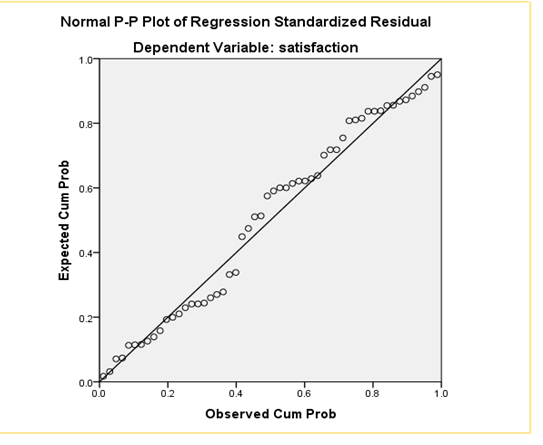 Normal P-P Plot of Regression Standardized Residual
Dependent Variable: satisfaction
1.0
0.8
0.6
0.4
0.2
0.0
Expected Cum Prob
0.0 0.2 0.4 0.6 0.8 1.0
Observed Cum Prob